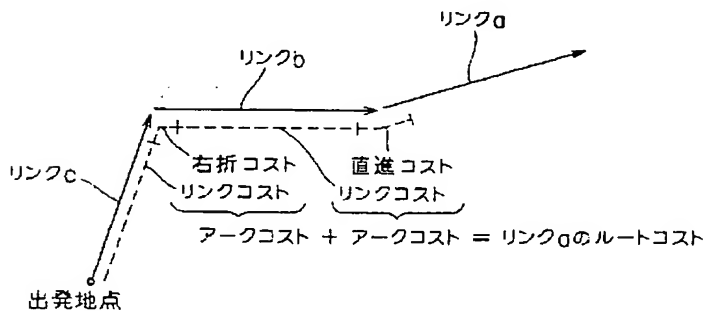 リンクa
リンクb
リンクc
右折コスト
直進コスト
リンクコスト
リンクコスト
アークコスト + アークコスト = リンクaのルートコスト
出発地点